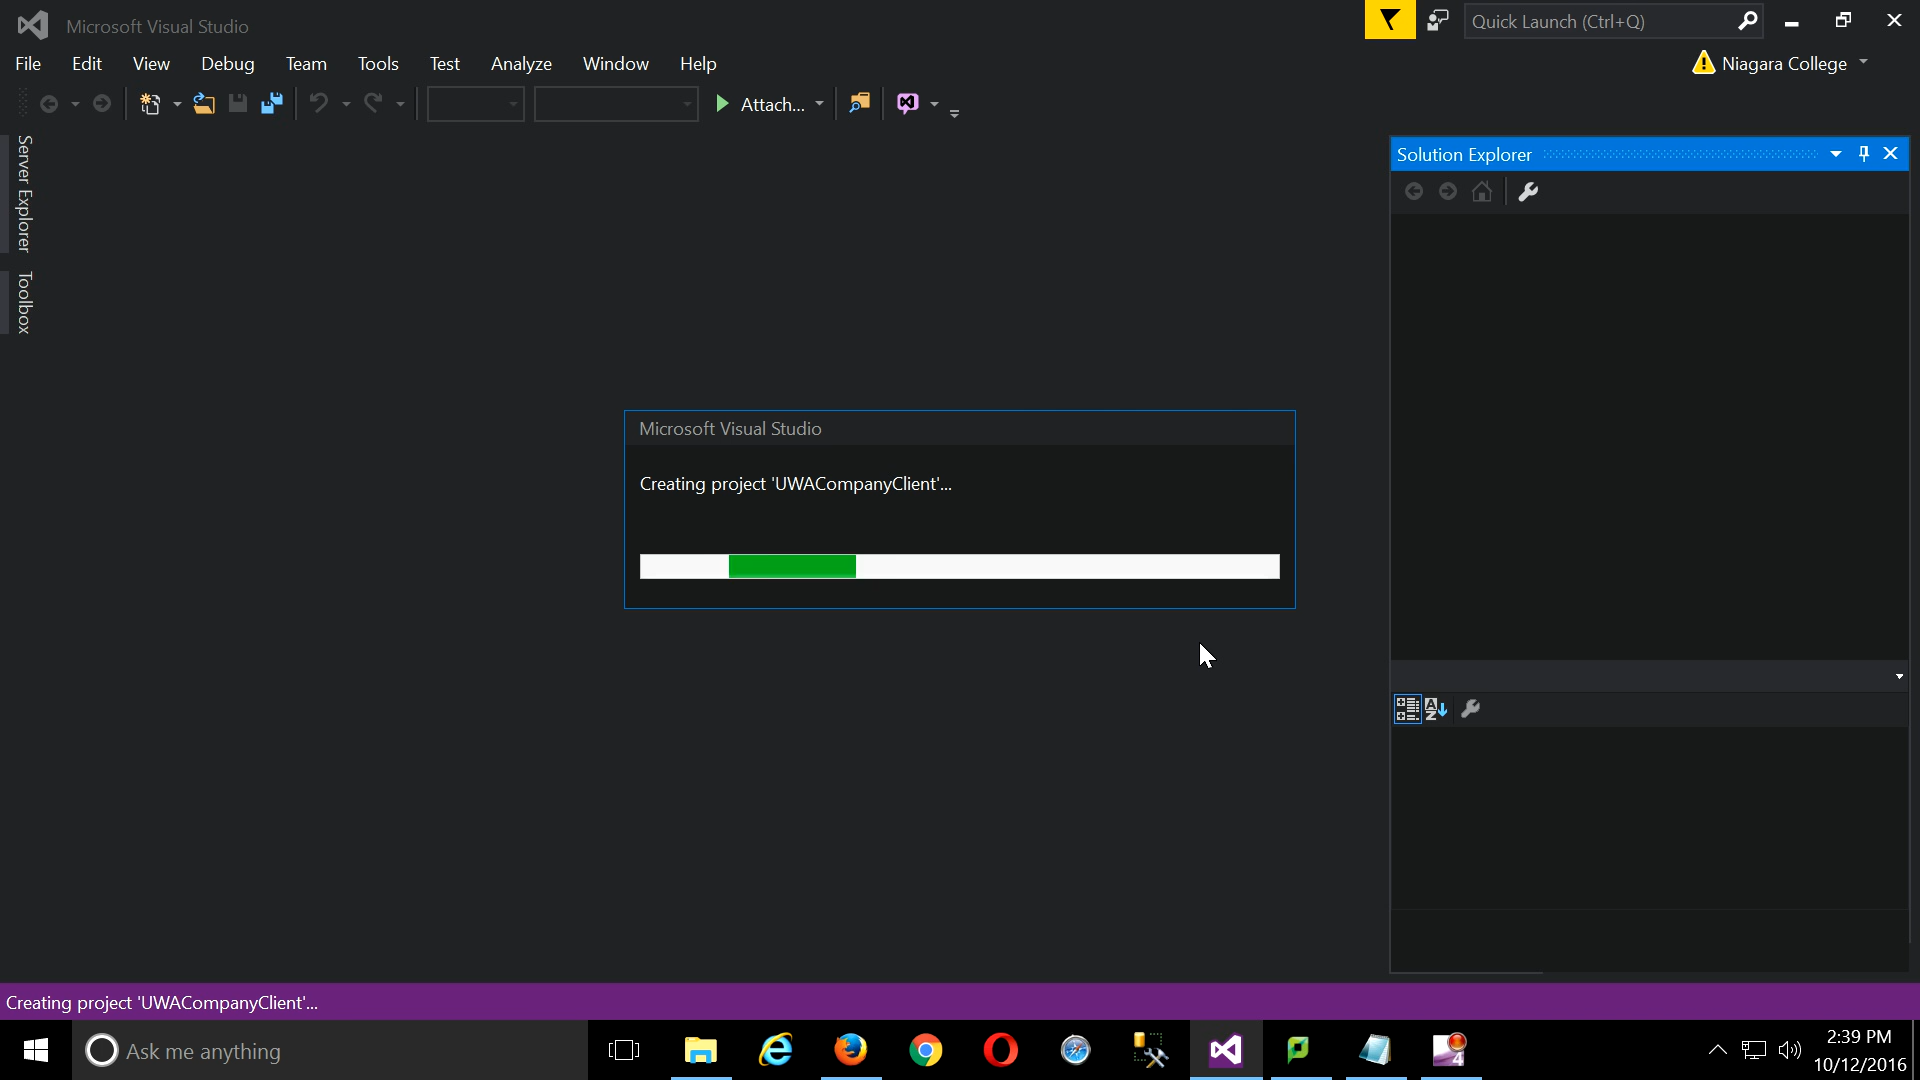 Microsoft Visual Studio
Quick Launch (Ctrl+Q)
File Edit View Debug Team Tools Test Analyze Window Help
Niagara College
Attach...
Server Explorer
Toolbox
Solution Explorer
Microsoft Visual Studio
Creating project 'UWACompanyClient'...
Creating project 'UWACompanyClient'...
Ask me anything
4
2:39 PM
10/12/2016